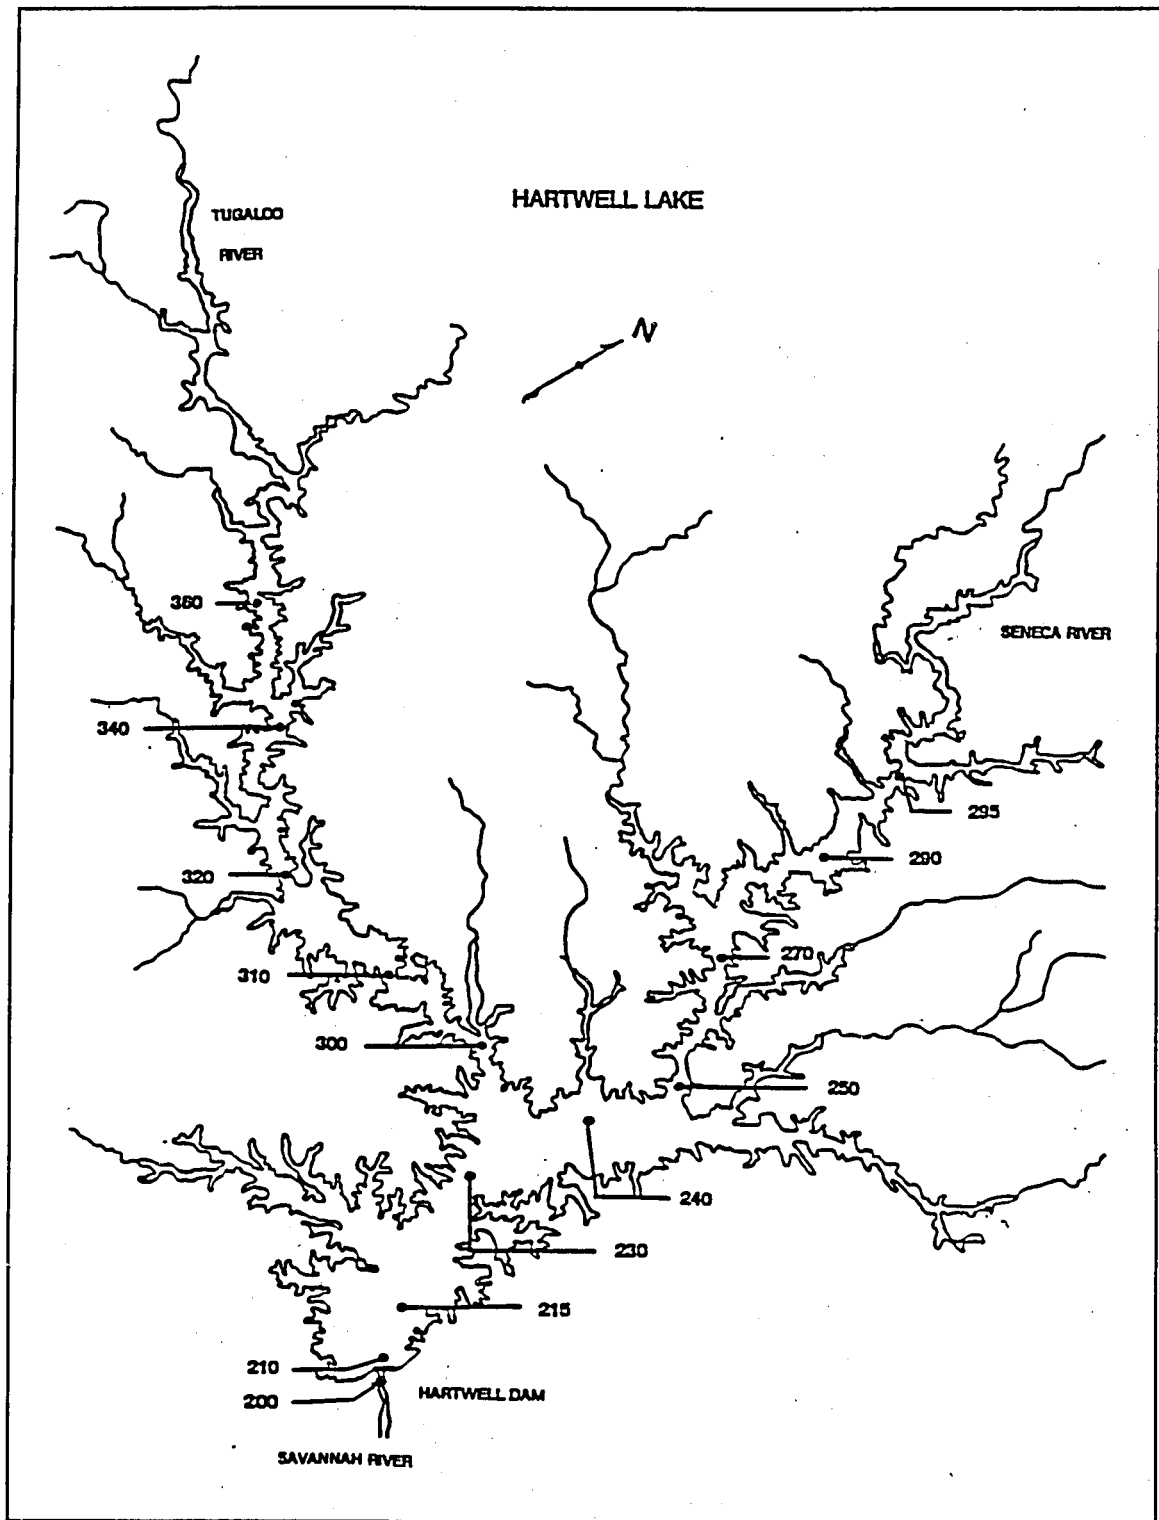 HARTWELL LAKE
TUGALOO
RIVER
N
SENECA RIVER
360
340
295
290
320
270
310
300
250
240
230
215
210
200
HARTWELL DAM
SAVANNAH RIVER